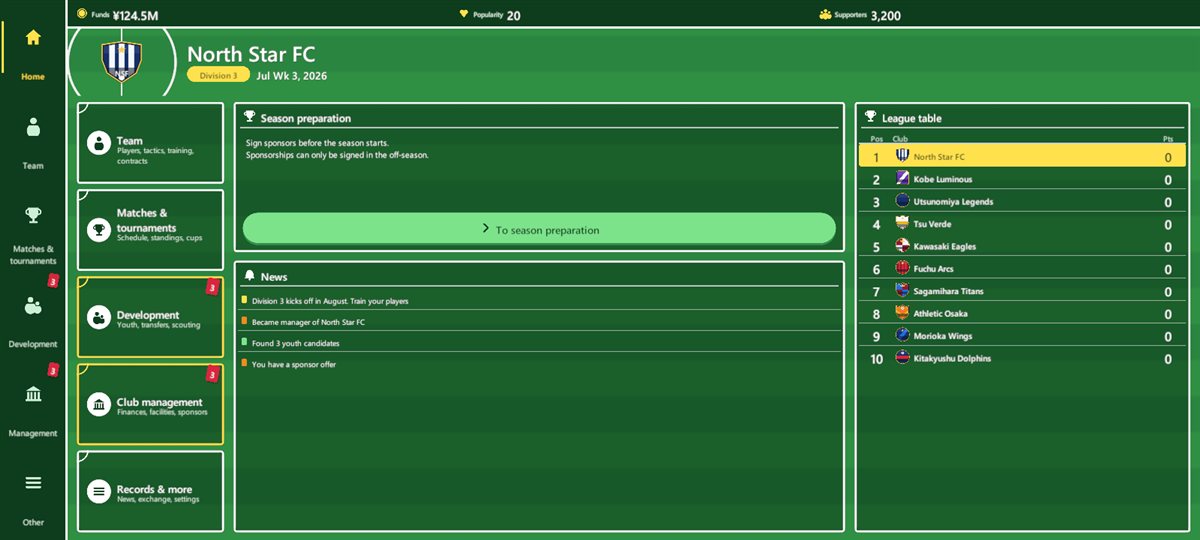 Funds ¥124.5M
Popularity 20
Supporters 3,200
Home
Team
Matches &
tournaments
3
Development
3
Management
Other
NSF
North Star FC
Division 3
Jul Wk 3, 2026
Team
Players, tactics, training,
contracts
Matches &
tournaments
Schedule, standings, cups
3
Development
Youth, transfers, scouting
3
Club management
Finances, facilities, sponsors
Records & more
News, exchange, settings
Season preparation
Sign sponsors before the season starts.
Sponsorships can only be signed in the off-season.
To season preparation
News
Division 3 kicks off in August. Train your players
Became manager of North Star FC
Found 3 youth candidates
You have a sponsor offer
League table
Pos Club Pts
1 North Star FC 0
2 Kobe Luminous 0
3 Utsunomiya Legends 0
4 Tsu Verde 0
5 Kawasaki Eagles 0
6 Fuchu Arcs 0
7 Sagamihara Titans 0
8 Athletic Osaka 0
9 Morioka Wings 0
10 Kitakyushu Dolphins 0